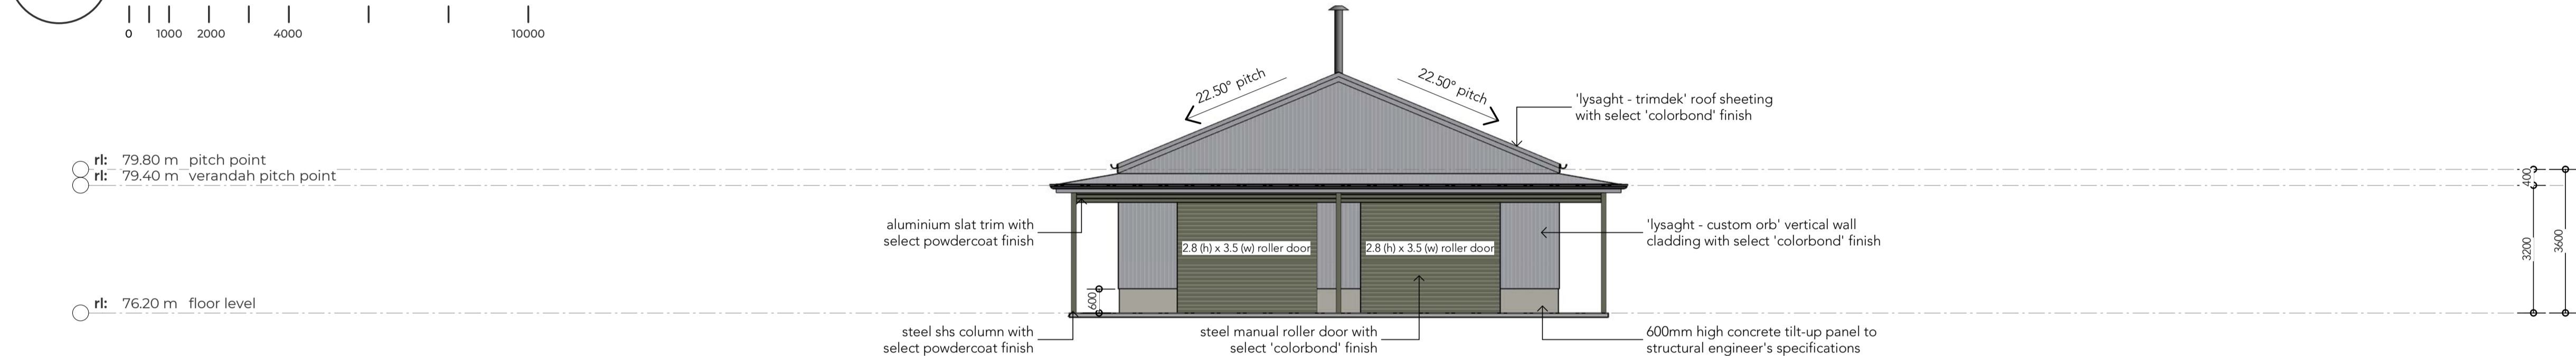 0 1000 2000 4000 10000
22.50° pitch
22.50° pitch
'lysaght - trimdek' roof sheeting
with select 'colorbond' finish
rl: 79.80 m pitch point
rl: 79.40 m verandah pitch point
400
aluminium slat trim with
select powdercoat finish
2.8 (h) x 3.5 (w) roller door
2.8 (h) x 3.5 (w) roller door
'lysaght - custom orb' vertical wall
cladding with select 'colorbond' finish
3200
3600
rl: 76.20 m floor level
600
steel shs column with
select powdercoat finish
steel manual roller door with
select 'colorbond' finish
600mm high concrete tilt-up panel to
structural engineer's specifications